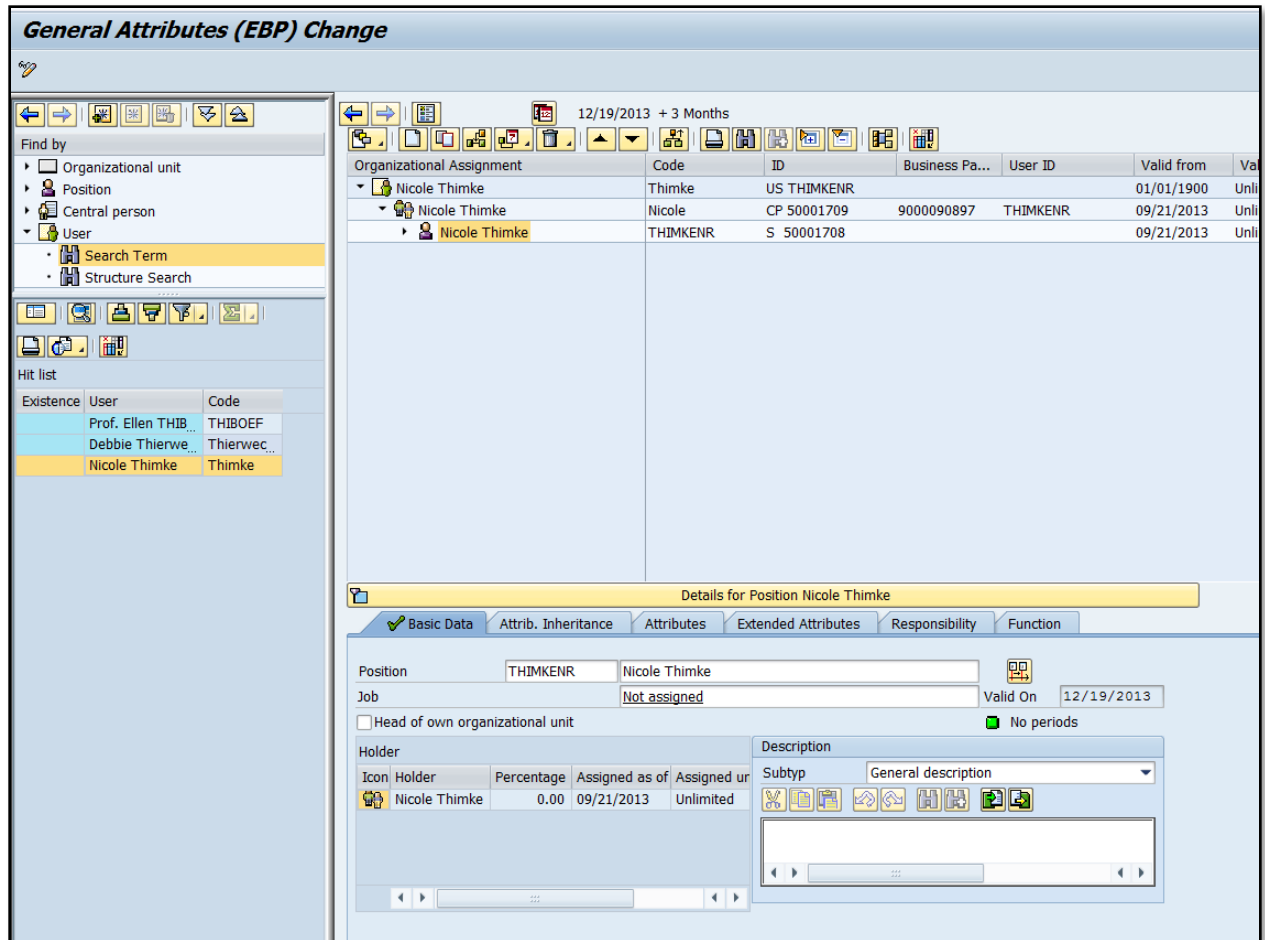 General Attributes (EBP) Change
12/19/2013 + 3 Months
Find by
Organizational unit
Position
Central person
User
Search Term
Structure Search
Hit list
Existence User Code
Prof. Ellen THIB... THIBOEF
Debbie Thierwe... Thierwec...
Nicole Thimke Thimke
Organizational Assignment Code ID Business Pa... User ID Valid from Val
Nicole Thimke Thimke US THIMKENR 01/01/1900 Unli
Nicole Thimke Nicole CP 50001709 9000090897 THIMKENR 09/21/2013 Unli
Nicole Thimke THIMKENR S 50001708 09/21/2013 Unli
Details for Position Nicole Thimke
Basic Data Attrib. Inheritance Attributes Extended Attributes Responsibility Function
Position THIMKENR Nicole Thimke
Job Not assigned Valid On 12/19/2013
Head of own organizational unit No periods
Holder
Icon Holder Percentage Assigned as of Assigned un
Nicole Thimke 0.00 09/21/2013 Unlimited
Description
Subtyp General description